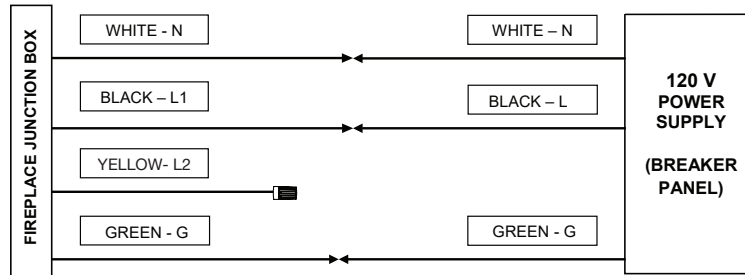 FIREPLACE JUNCTION BOX
WHITE - N
WHITE – N
BLACK – L1
BLACK – L
YELLOW- L2
GREEN - G
GREEN - G
120 V
POWER
SUPPLY
(BREAKER
PANEL)